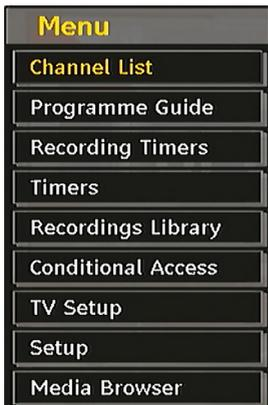 Menu
Channel List
Programme Guide
Recording Timers
Timers
Recordings Library
Conditional Access
TV Setup
Setup
Media Browser